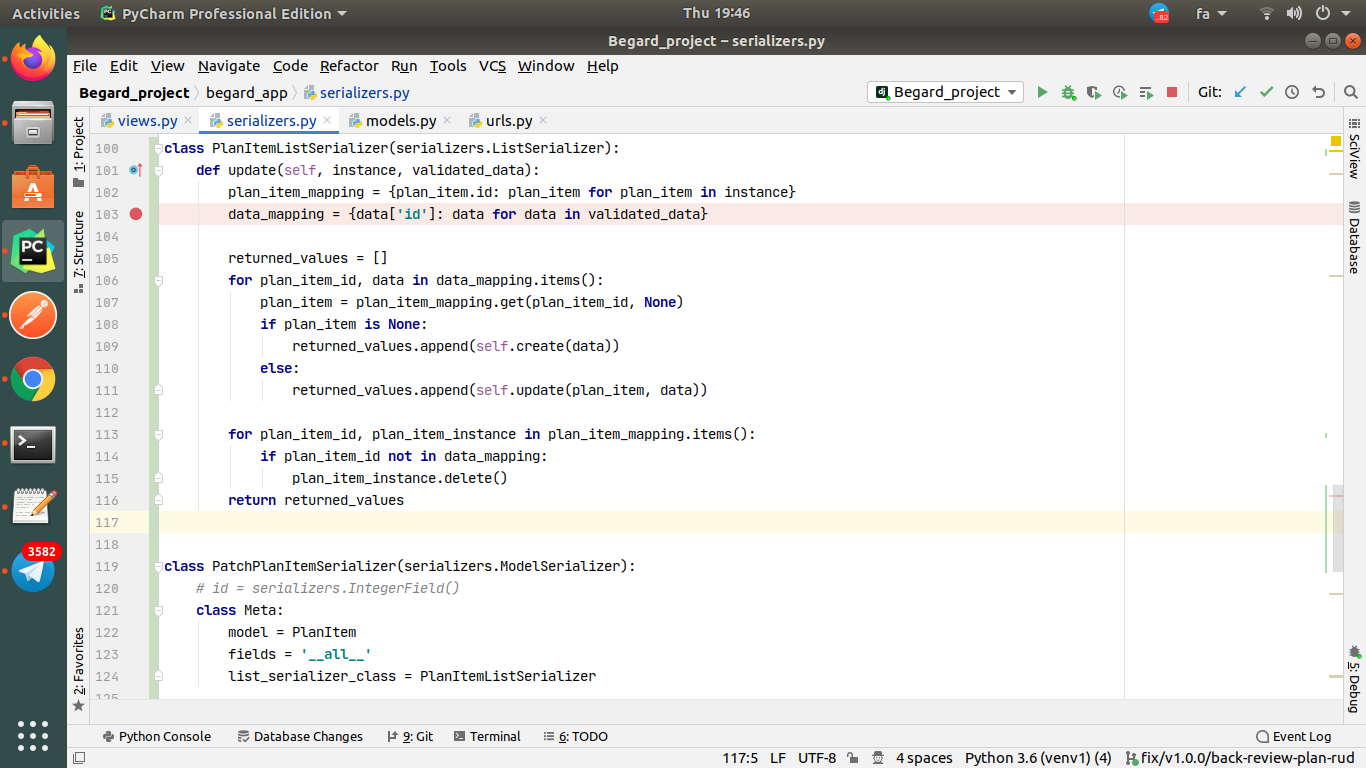 Activities PyCharm Professional Edition Thu 19:46 82 fa
Begard_project – serializers.py
File Edit View Navigate Code Refactor Run Tools VCS Window Help
Begard_project begard_app serializers.py Begard_project Git:
views.py serializers.py models.py urls.py
1: Project
7: Structure
2: Favorites
SciView
Database
5: Debug
3582
100 class PlanItemListSerializer(serializers.ListSerializer):
101 def update(self, instance, validated_data):
102 plan_item_mapping = {plan_item.id: plan_item for plan_item in instance}
103 data_mapping = {data['id']: data for data in validated_data}
104
105 returned_values = []
106 for plan_item_id, data in data_mapping.items():
107 plan_item = plan_item_mapping.get(plan_item_id, None)
108 if plan_item is None:
109 returned_values.append(self.create(data))
110 else:
111 returned_values.append(self.update(plan_item, data))
112
113 for plan_item_id, plan_item_instance in plan_item_mapping.items():
114 if plan_item_id not in data_mapping:
115 plan_item_instance.delete()
116 return returned_values
117
118
119 class PatchPlanItemSerializer(serializers.ModelSerializer):
120 # id = serializers.IntegerField()
121 class Meta:
122 model = PlanItem
123 fields = '__all__'
124 list_serializer_class = PlanItemListSerializer
125
Python Console Database Changes 9: Git Terminal 6: TODO Event Log
117:5 LF UTF-8 4 spaces Python 3.6 (venv1) (4) fix/v1.0.0/back-review-plan-rud